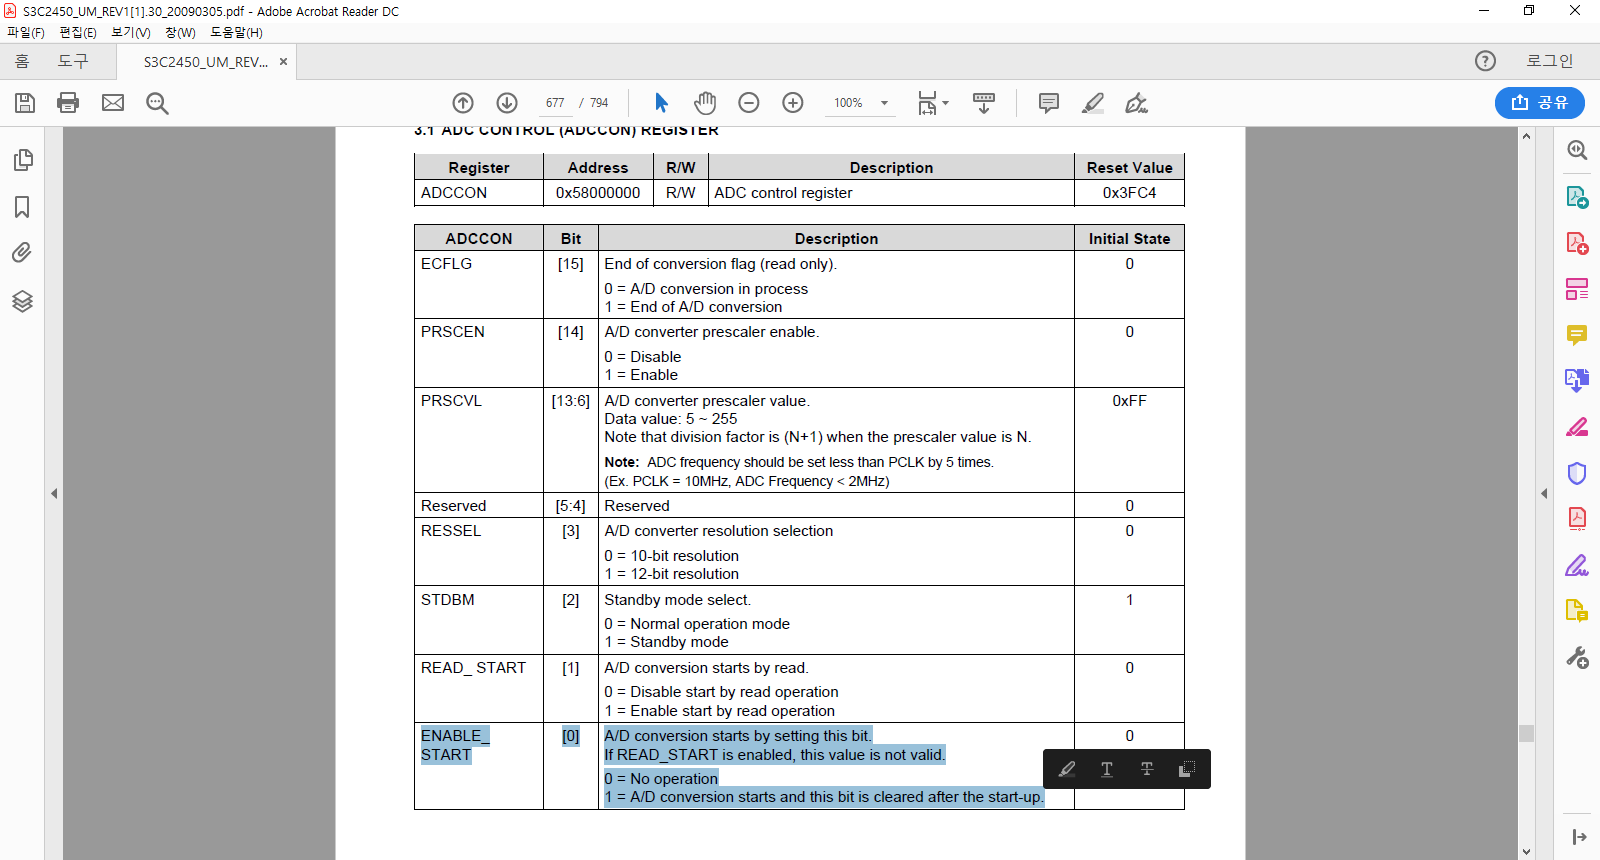 S3C2450_UM_REV1[1].30_20090305.pdf - Adobe Acrobat Reader DC
파일(F) 편집(E) 보기(V) 창(W) 도움말(H)
홈 도구 S3C2450_UM_REV... × 로그인
677 / 794 100% 공유
3.1 ADC CONTROL (ADCCON) REGISTER
Register Address R/W Description Reset Value
ADCCON 0x58000000 R/W ADC control register 0x3FC4
ADCCON Bit Description Initial State
ECFLG [15] End of conversion flag (read only). 0
0 = A/D conversion in process
1 = End of A/D conversion
PRSCEN [14] A/D converter prescaler enable. 0
0 = Disable
1 = Enable
PRSCVL [13:6] A/D converter prescaler value. 0xFF
Data value: 5 ~ 255
Note that division factor is (N+1) when the prescaler value is N.
Note: ADC frequency should be set less than PCLK by 5 times.
(Ex. PCLK = 10MHz, ADC Frequency < 2MHz)
Reserved [5:4] Reserved 0
RESSEL [3] A/D converter resolution selection 0
0 = 10-bit resolution
1 = 12-bit resolution
STDBM [2] Standby mode select. 1
0 = Normal operation mode
1 = Standby mode
READ_ START [1] A/D conversion starts by read. 0
0 = Disable start by read operation
1 = Enable start by read operation
ENABLE_ [0] A/D conversion starts by setting this bit. 0
START If READ_START is enabled, this value is not valid.
0 = No operation
1 = A/D conversion starts and this bit is cleared after the start-up.